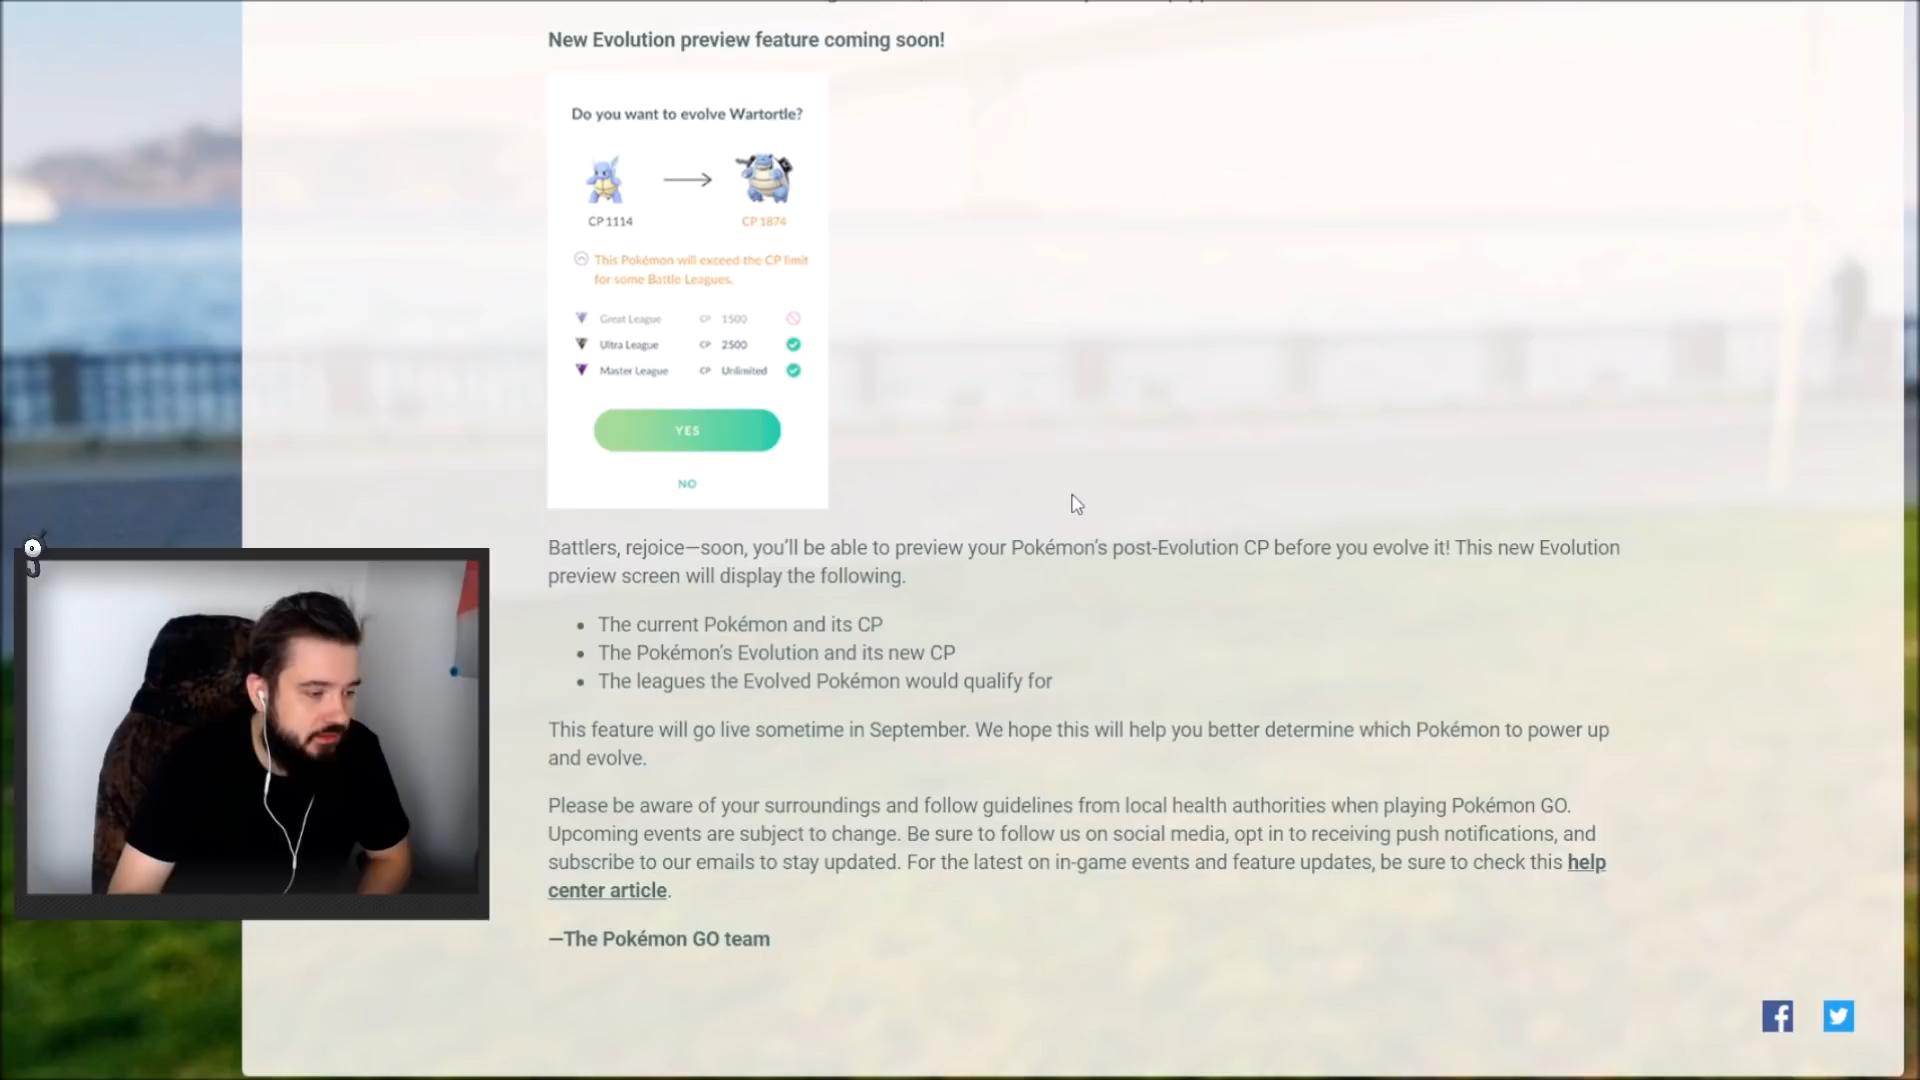 New Evolution preview feature coming soon!
Do you want to evolve Wartortle?
CP 1114
CP 1874
This Pokémon will exceed the CP limit
for some Battle Leagues.
Great League CP 1500
Ultra League CP 2500
Master League CP Unlimited
YES
NO
Battlers, rejoice—soon, you’ll be able to preview your Pokémon’s post-Evolution CP before you evolve it! This new Evolution
preview screen will display the following.
• The current Pokémon and its CP
• The Pokémon’s Evolution and its new CP
• The leagues the Evolved Pokémon would qualify for
This feature will go live sometime in September. We hope this will help you better determine which Pokémon to power up
and evolve.
Please be aware of your surroundings and follow guidelines from local health authorities when playing Pokémon GO.
Upcoming events are subject to change. Be sure to follow us on social media, opt in to receiving push notifications, and
subscribe to our emails to stay updated. For the latest on in-game events and feature updates, be sure to check this help
center article.
—The Pokémon GO team